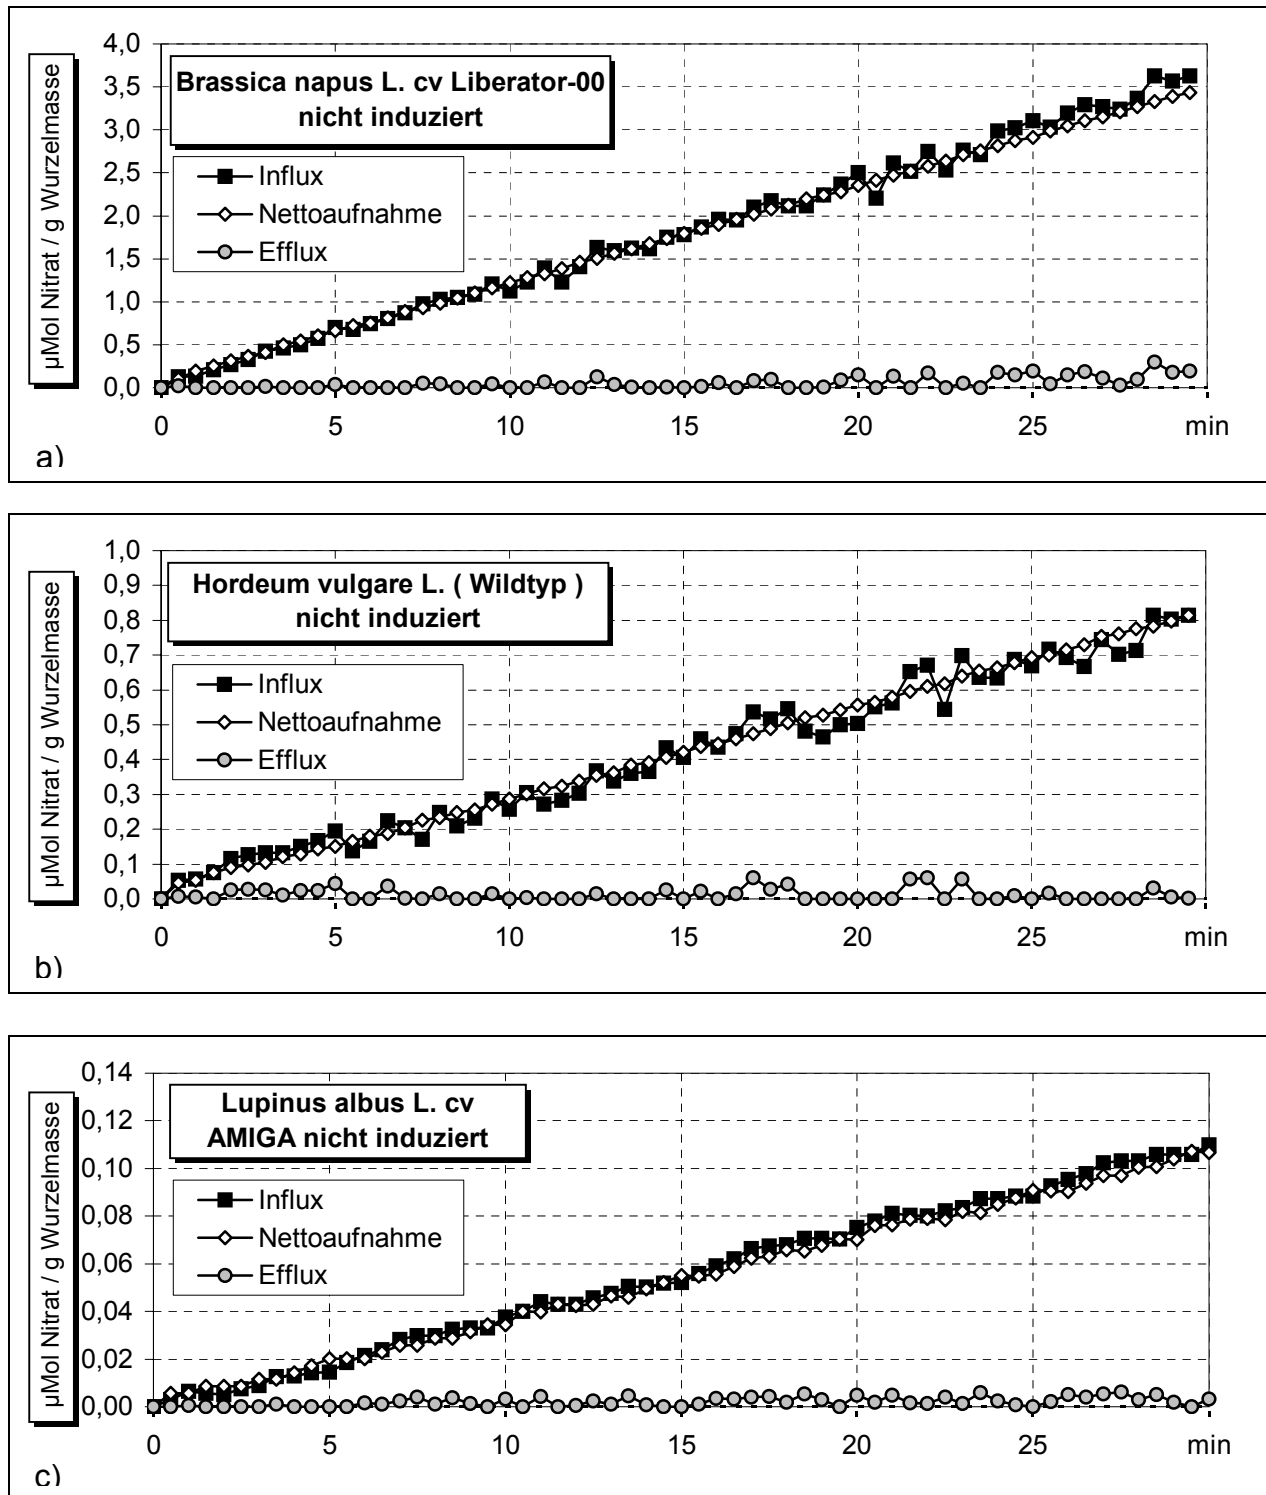 µMol Nitrat / g Wurzelmasse
4,0
3,5
3,0
2,5
2,0
1,5
1,0
0,5
0,0
Brassica napus L. cv Liberator-00
nicht induziert
Influx
Nettoaufnahme
Efflux
0 5 10 15 20 25 min
a)
µMol Nitrat / g Wurzelmasse
1,0
0,9
0,8
0,7
0,6
0,5
0,4
0,3
0,2
0,1
0,0
Hordeum vulgare L. ( Wildtyp )
nicht induziert
Influx
Nettoaufnahme
Efflux
0 5 10 15 20 25 min
b)
µMol Nitrat / g Wurzelmasse
0,14
0,12
0,10
0,08
0,06
0,04
0,02
0,00
Lupinus albus L. cv
AMIGA nicht induziert
Influx
Nettoaufnahme
Efflux
0 5 10 15 20 25 min
c)